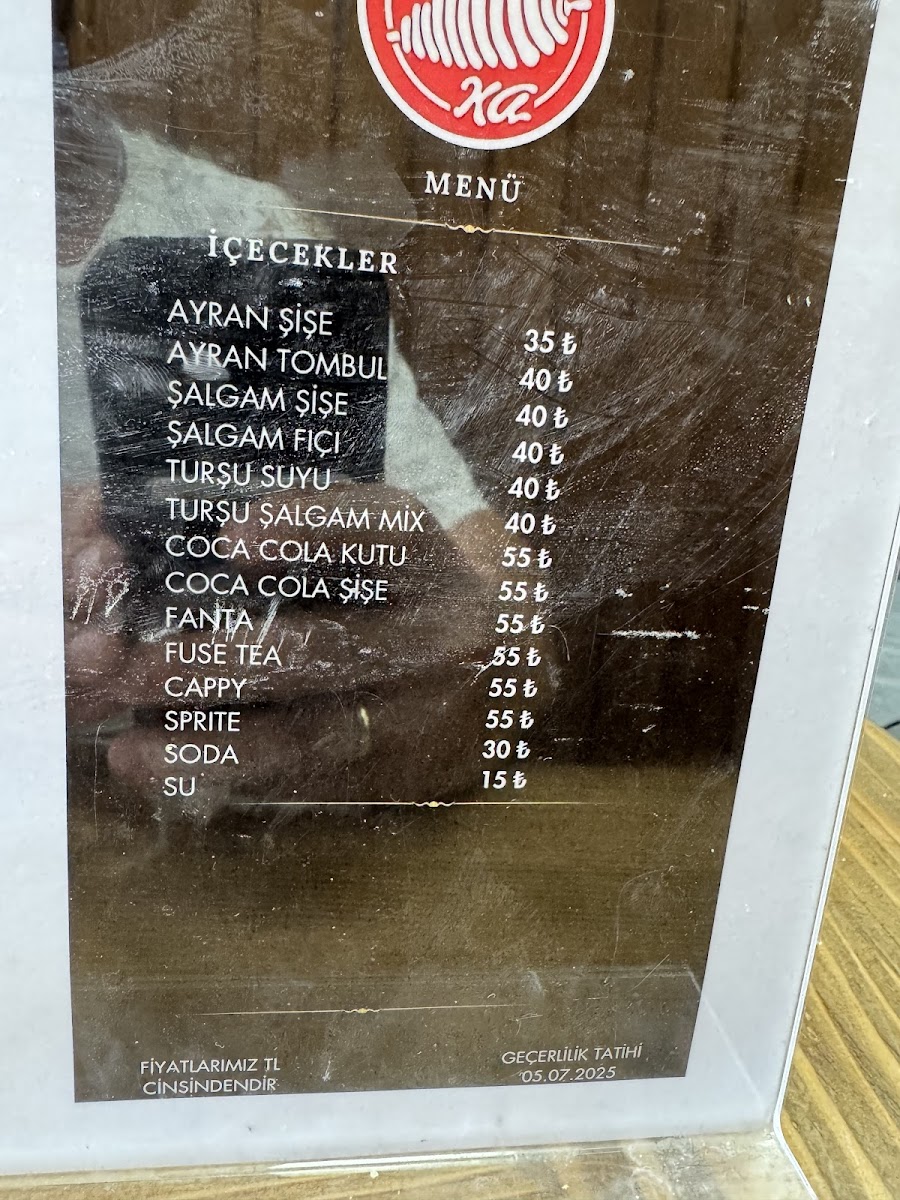 xa
MENÜ
İÇECEKLER
AYRAN ŞİŞE 35 ₺
AYRAN TOMBUL 40 ₺
ŞALGAM ŞİŞE 40 ₺
ŞALGAM FIÇI 40 ₺
TURŞU SUYU 40 ₺
TURŞU ŞALGAM MİX 40 ₺
COCA COLA KUTU 55 ₺
COCA COLA ŞİŞE 55 ₺
FANTA 55 ₺
FUSE TEA 55 ₺
CAPPY 55 ₺
SPRITE 55 ₺
SODA 30 ₺
SU 15 ₺
FİYATLARIMIZ TL
CİNSİNDENDİR
GEÇERLİLİK TATİHİ
05.07.2025